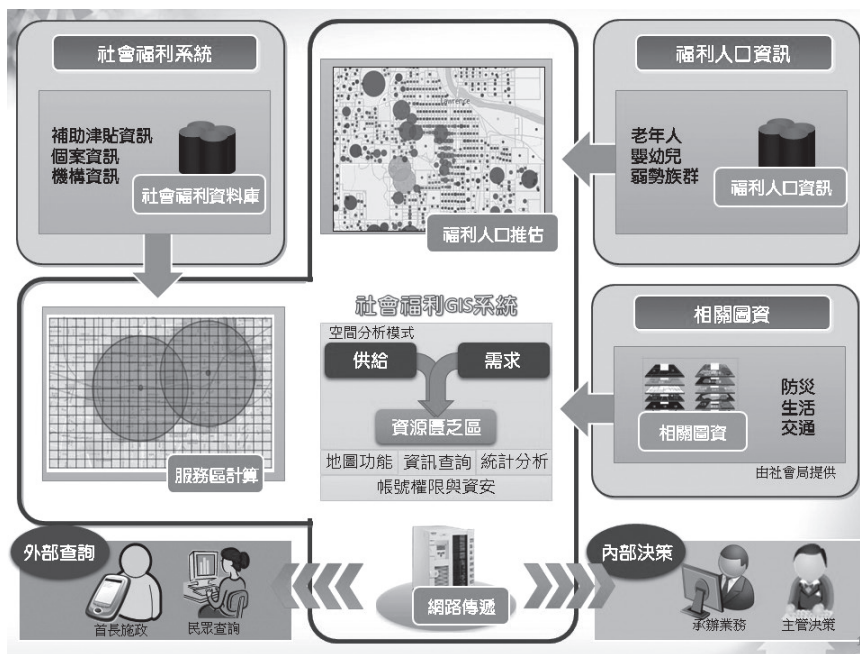 社會福利系統
補助津貼資訊
個案資訊
機構資訊
社會福利資料庫
Lawrence
福利人口推估
福利人口資訊
老年人
嬰幼兒
弱勢族群
福利人口資訊
服務區計算
社會福利GIS系統
空間分析模式
供給
需求
資源匱乏區
地圖功能 資訊查詢 統計分析
帳號權限與資安
相關圖資
防災
生活
交通
相關圖資
由社會局提供
外部查詢
首長施政
民眾查詢
網路傳遞
內部決策
承辦業務
主管決策